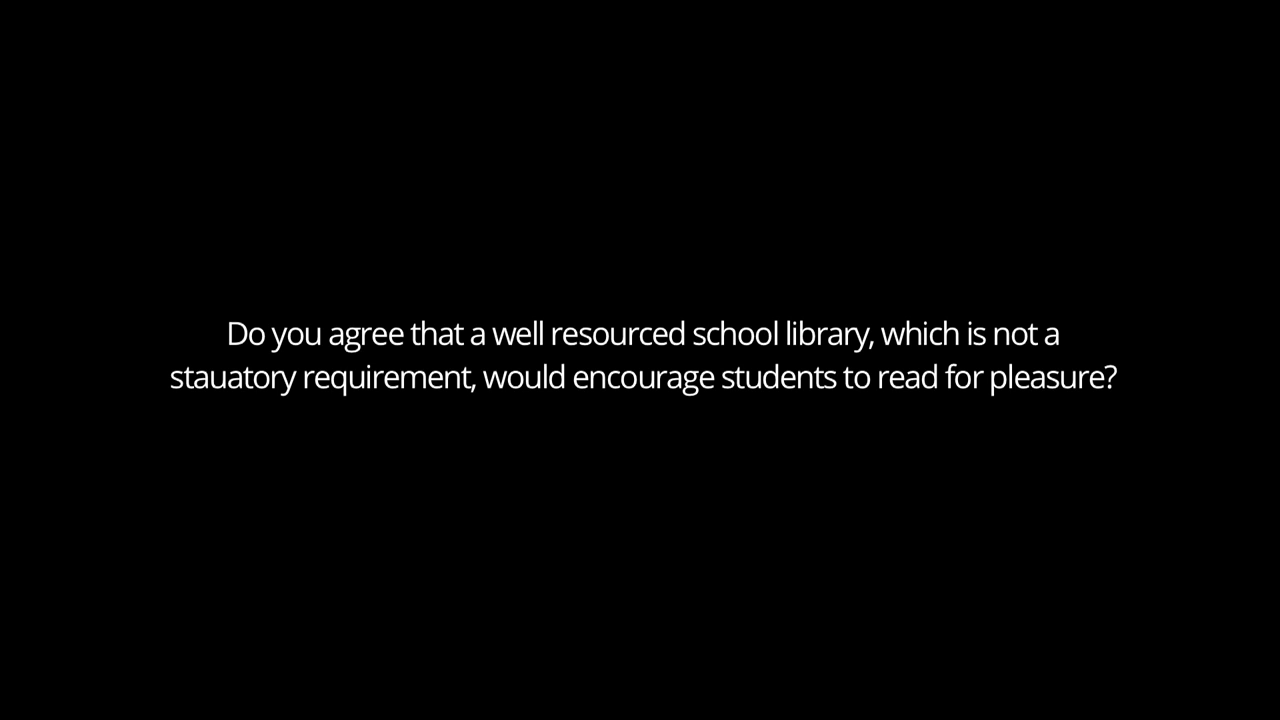 Do you agree that a well resourced school library, which is not a
stauatory requirement, would encourage students to read for pleasure?